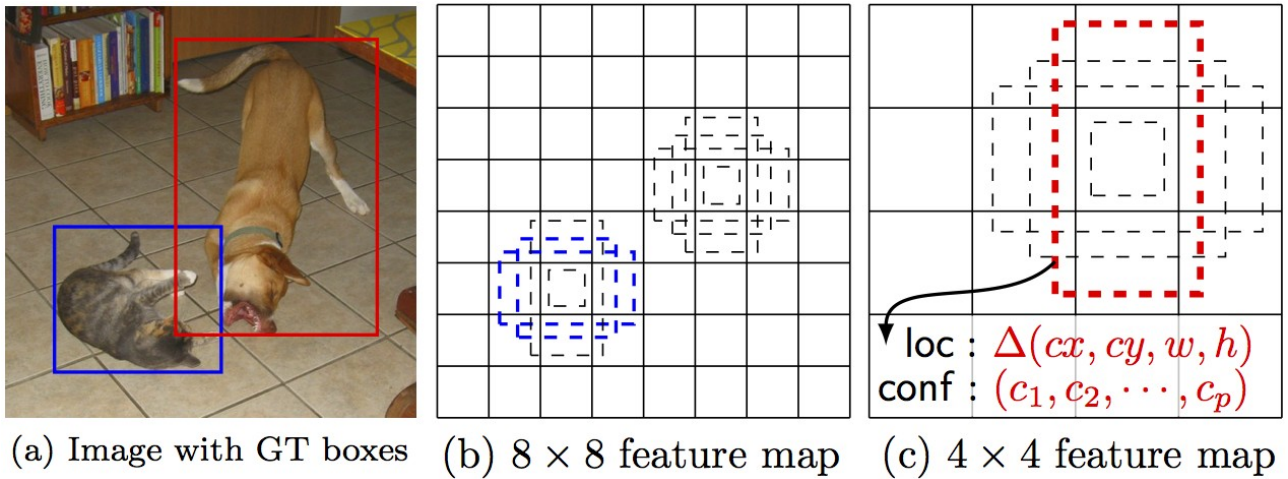 loc : Δ(cx, cy, w, h)
conf : (c₁, c₂, ⋯, cₚ)
(a) Image with GT boxes
(b) 8 × 8 feature map
(c) 4 × 4 feature map